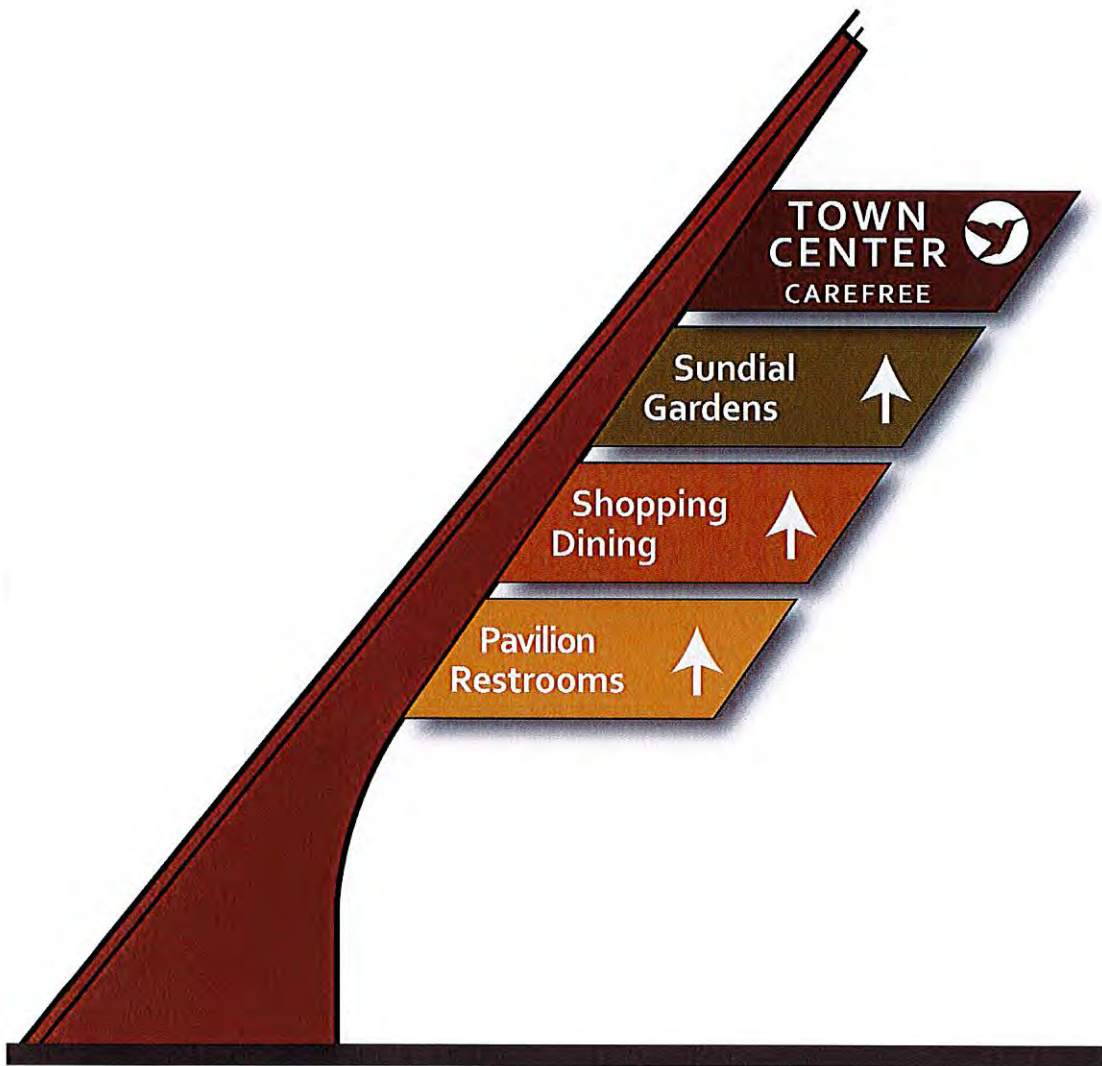 TOWN
CENTER
CAREFREE
Sundial
Gardens
Shopping
Dining
Pavilion
Restrooms